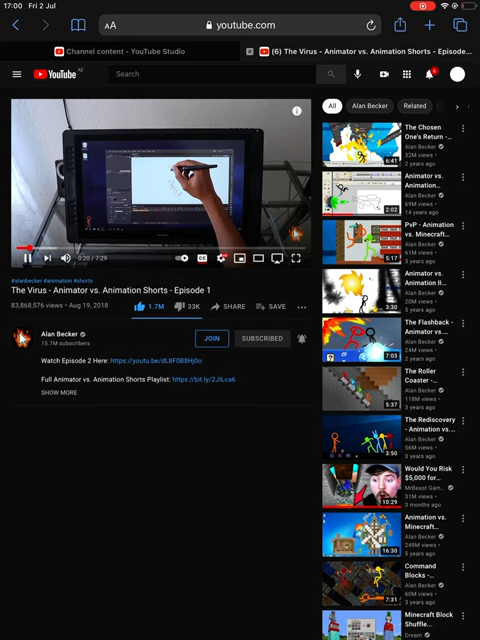 17:00 Fri 2 Jul
AA
youtube.com
Channel content - YouTube Studio
(6) The Virus - Animator vs. Animation Shorts - Episode...
YouTube AZ
Search
6
0:20 / 7:29
#alanbecker #animation #shorts
The Virus - Animator vs. Animation Shorts - Episode 1
83,868,576 views • Aug 19, 2018
1.7M
33K
SHARE
SAVE
Alan Becker
15.7M subscribers
JOIN
SUBSCRIBED
Watch Episode 2 Here: https://youtu.be/dLBF0B8Hj0o
Full Animator vs. Animation Shorts Playlist: https://bit.ly/2JlLca6
SHOW MORE
All
Alan Becker
Related
The Chosen
One's Return -...
Alan Becker
32M views •
2 years ago
6:41
Animator vs.
Animation...
Alan Becker
69M views •
14 years ago
2:02
PvP - Animation
vs. Minecraft...
Alan Becker
61M views •
3 years ago
5:17
Animator vs.
Animation II...
Alan Becker
20M views •
5 years ago
3:30
The Flashback -
Animator vs....
Alan Becker
24M views •
2 years ago
7:03
The Roller
Coaster -...
Alan Becker
118M views •
3 years ago
5:37
The Rediscovery
- Animation vs...
Alan Becker
56M views •
3 years ago
3:50
Would You Risk
$5,000 for...
MrBeast Gam...
31M views •
3 months ago
10:29
Animation vs.
Minecraft...
Alan Becker
249M views •
5 years ago
16:30
Command
Blocks -...
Alan Becker
60M views •
3 years ago
7:31
Minecraft Block
Shuffle...
Dream